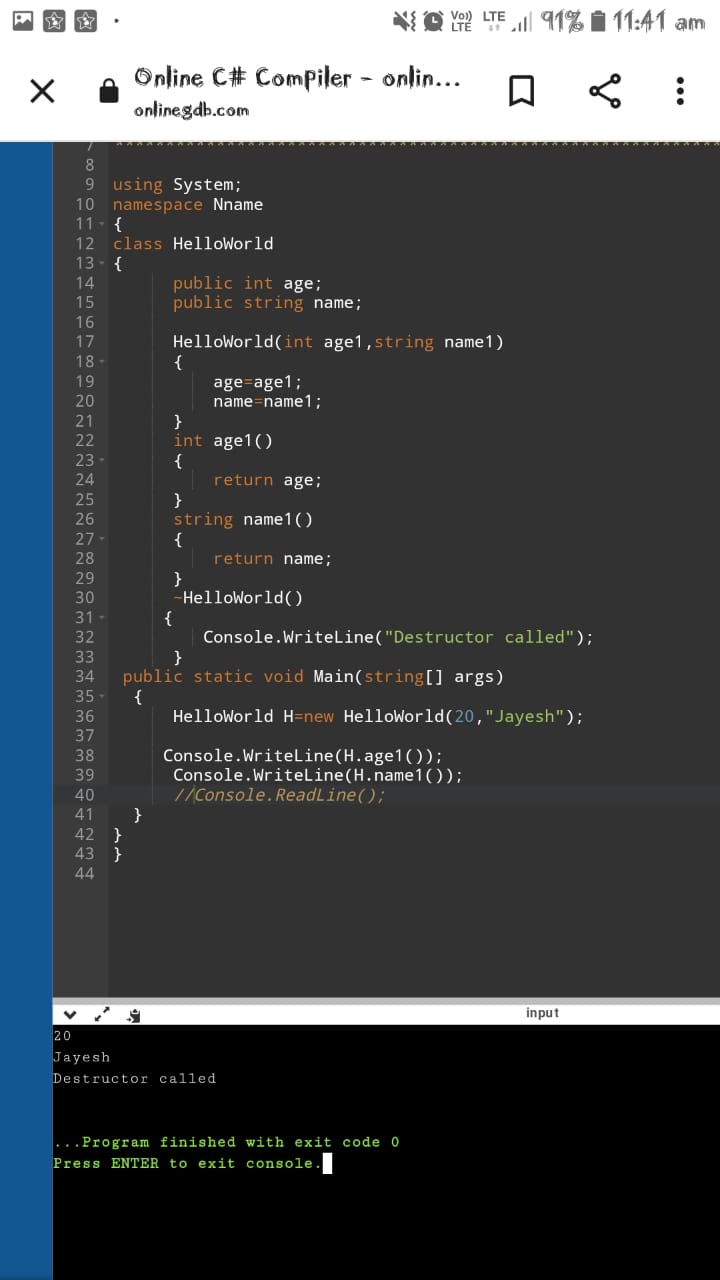 Vo))
LTE
LTE
91%
11:41 am
Online C# Compiler - onlin...
onlinegdb.com
7
8
9 using System;
10 namespace Nname
11 {
12 class HelloWorld
13 {
14 public int age;
15 public string name;
16
17 HelloWorld(int age1,string name1)
18 {
19 age=age1;
20 name=name1;
21 }
22 int age1()
23 {
24 return age;
25 }
26 string name1()
27 {
28 return name;
29 }
30 ~HelloWorld()
31 {
32 Console.WriteLine("Destructor called");
33 }
34 public static void Main(string[] args)
35 {
36 HelloWorld H=new HelloWorld(20,"Jayesh");
37
38 Console.WriteLine(H.age1());
39 Console.WriteLine(H.name1());
40 //Console.ReadLine();
41 }
42 }
43 }
44
input
20
Jayesh
Destructor called
...Program finished with exit code 0
Press ENTER to exit console.